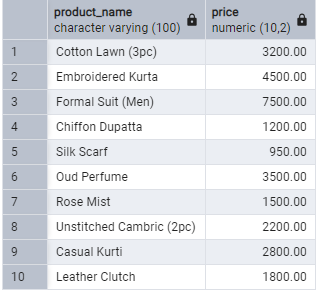 product_name price
character varying (100) numeric (10,2)
1 Cotton Lawn (3pc) 3200.00
2 Embroidered Kurta 4500.00
3 Formal Suit (Men) 7500.00
4 Chiffon Dupatta 1200.00
5 Silk Scarf 950.00
6 Oud Perfume 3500.00
7 Rose Mist 1500.00
8 Unstitched Cambric (2pc) 2200.00
9 Casual Kurti 2800.00
10 Leather Clutch 1800.00